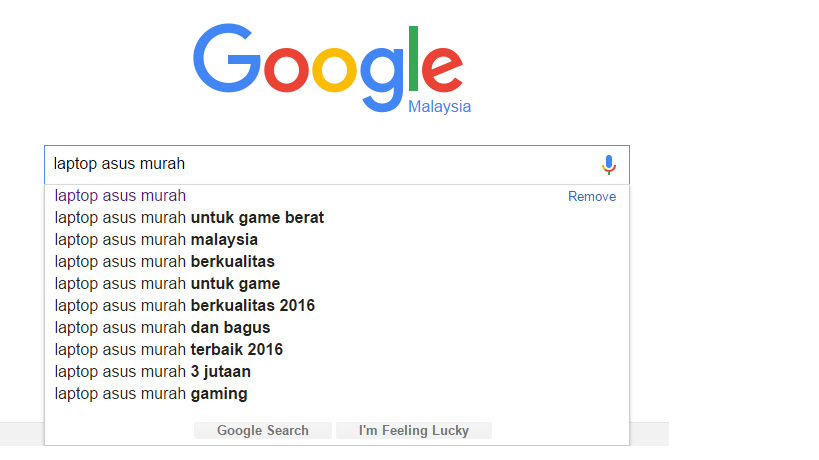 Google
Malaysia
laptop asus murah
laptop asus murah Remove
laptop asus murah untuk game berat
laptop asus murah malaysia
laptop asus murah berkualitas
laptop asus murah untuk game
laptop asus murah berkualitas 2016
laptop asus murah dan bagus
laptop asus murah terbaik 2016
laptop asus murah 3 jutaan
laptop asus murah gaming
Google Search I'm Feeling Lucky